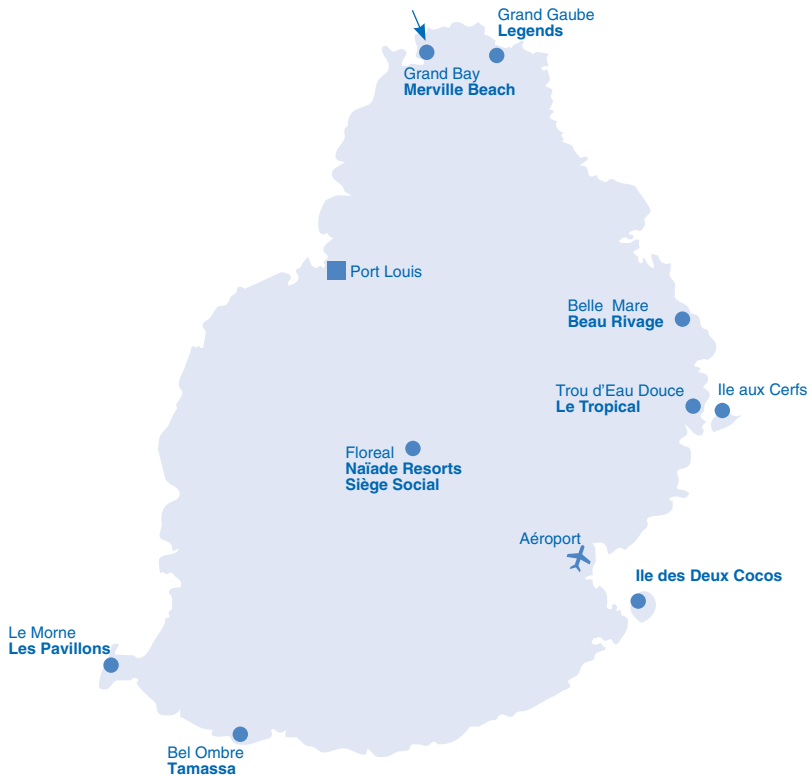 Grand Gaube
Legends
Grand Bay
Merville Beach
Port Louis
Belle Mare
Beau Rivage
Trou d'Eau Douce
Le Tropical
Ile aux Cerfs
Floreal
Naïade Resorts
Siège Social
Aéroport
Ile des Deux Cocos
Le Morne
Les Pavillons
Bel Ombre
Tamassa